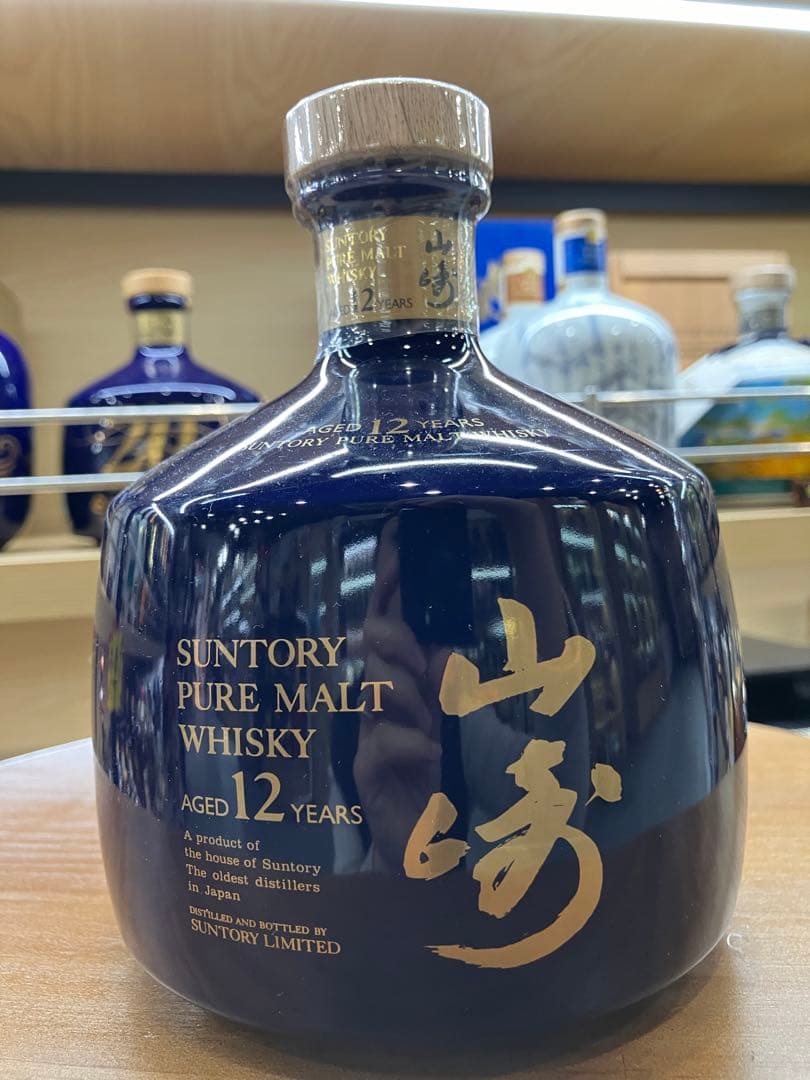 SUNTORY
PURE MALT
WHISKY
AGED 12 YEARS
山
崎
AGED 12 YEARS
SUNTORY PURE MALT WHISKY
SUNTORY
PURE MALT
WHISKY
AGED 12 YEARS
A product of
the house of Suntory
The oldest distillers
in Japan
DISTILLED AND BOTTLED BY
SUNTORY LIMITED
山
崎